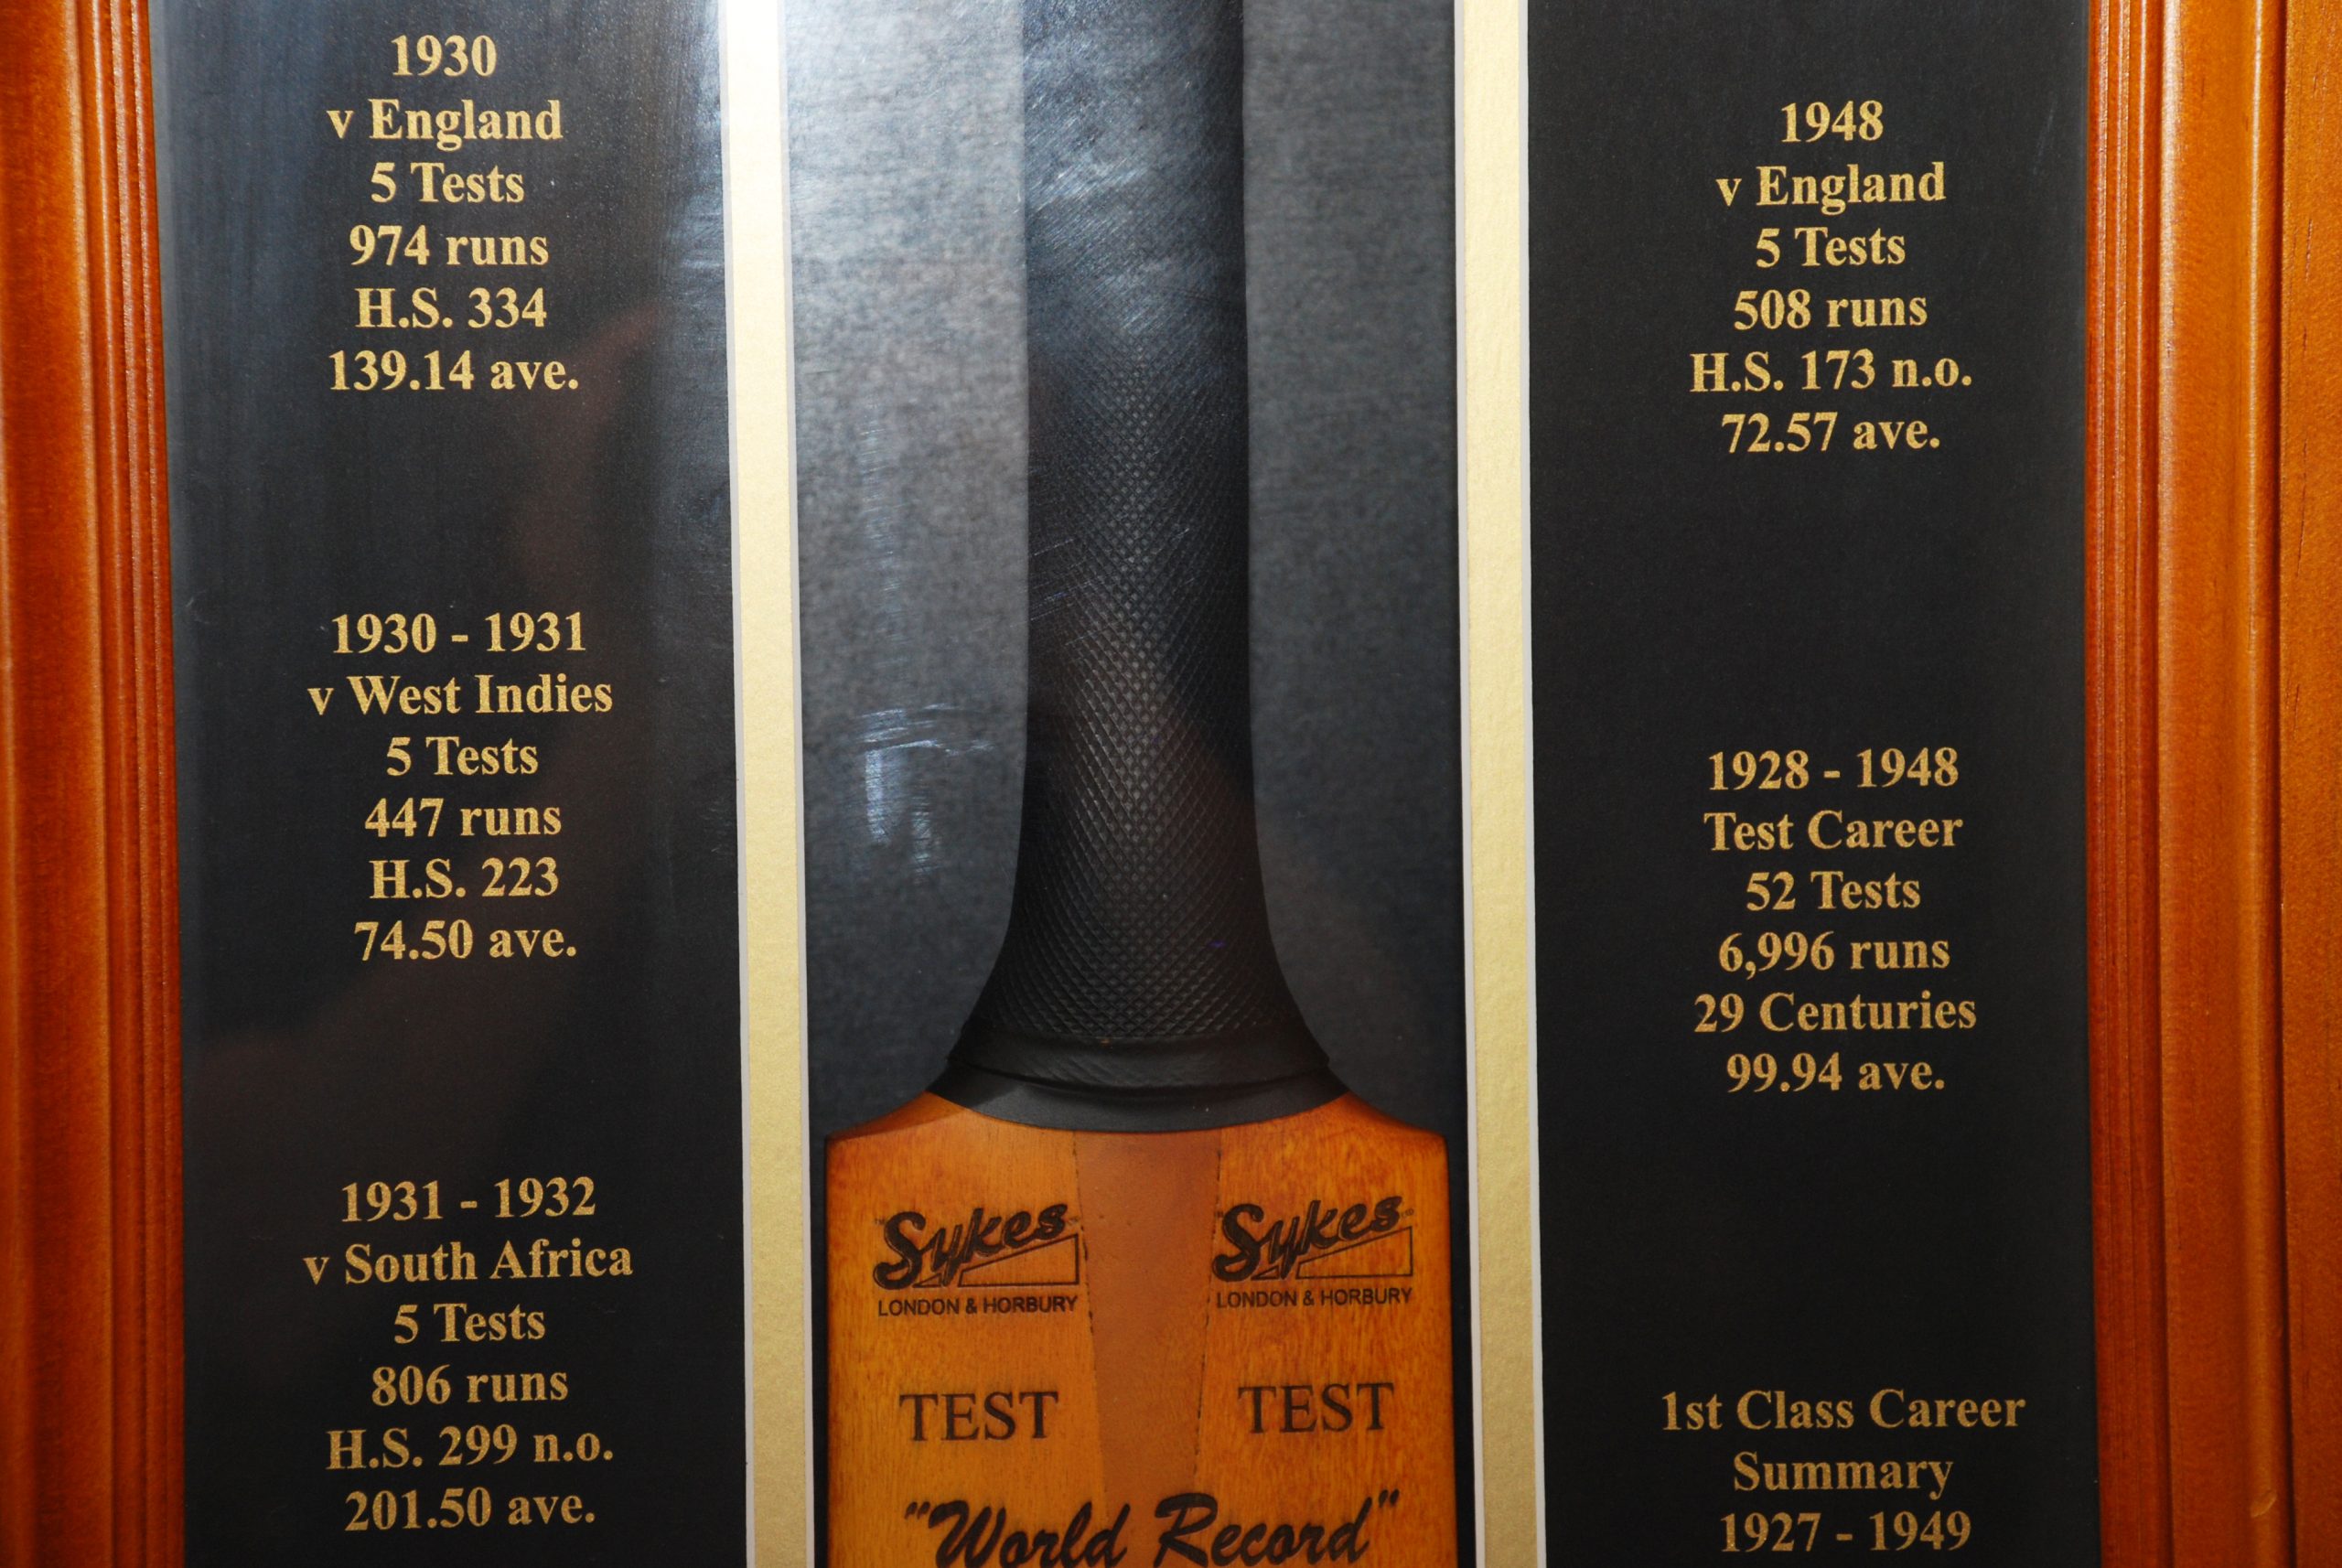 1930
v England
5 Tests
974 runs
H.S. 334
139.14 ave.
1930 - 1931
v West Indies
5 Tests
447 runs
H.S. 223
74.50 ave.
1931 - 1932
v South Africa
5 Tests
806 runs
H.S. 299 n.o.
201.50 ave.
Sykes
LONDON & HORBURY
TEST
Sykes
LONDON & HORBURY
TEST
"World Record"
1948
v England
5 Tests
508 runs
H.S. 173 n.o.
72.57 ave.
1928 - 1948
Test Career
52 Tests
6,996 runs
29 Centuries
99.94 ave.
1st Class Career
Summary
1927 - 1949